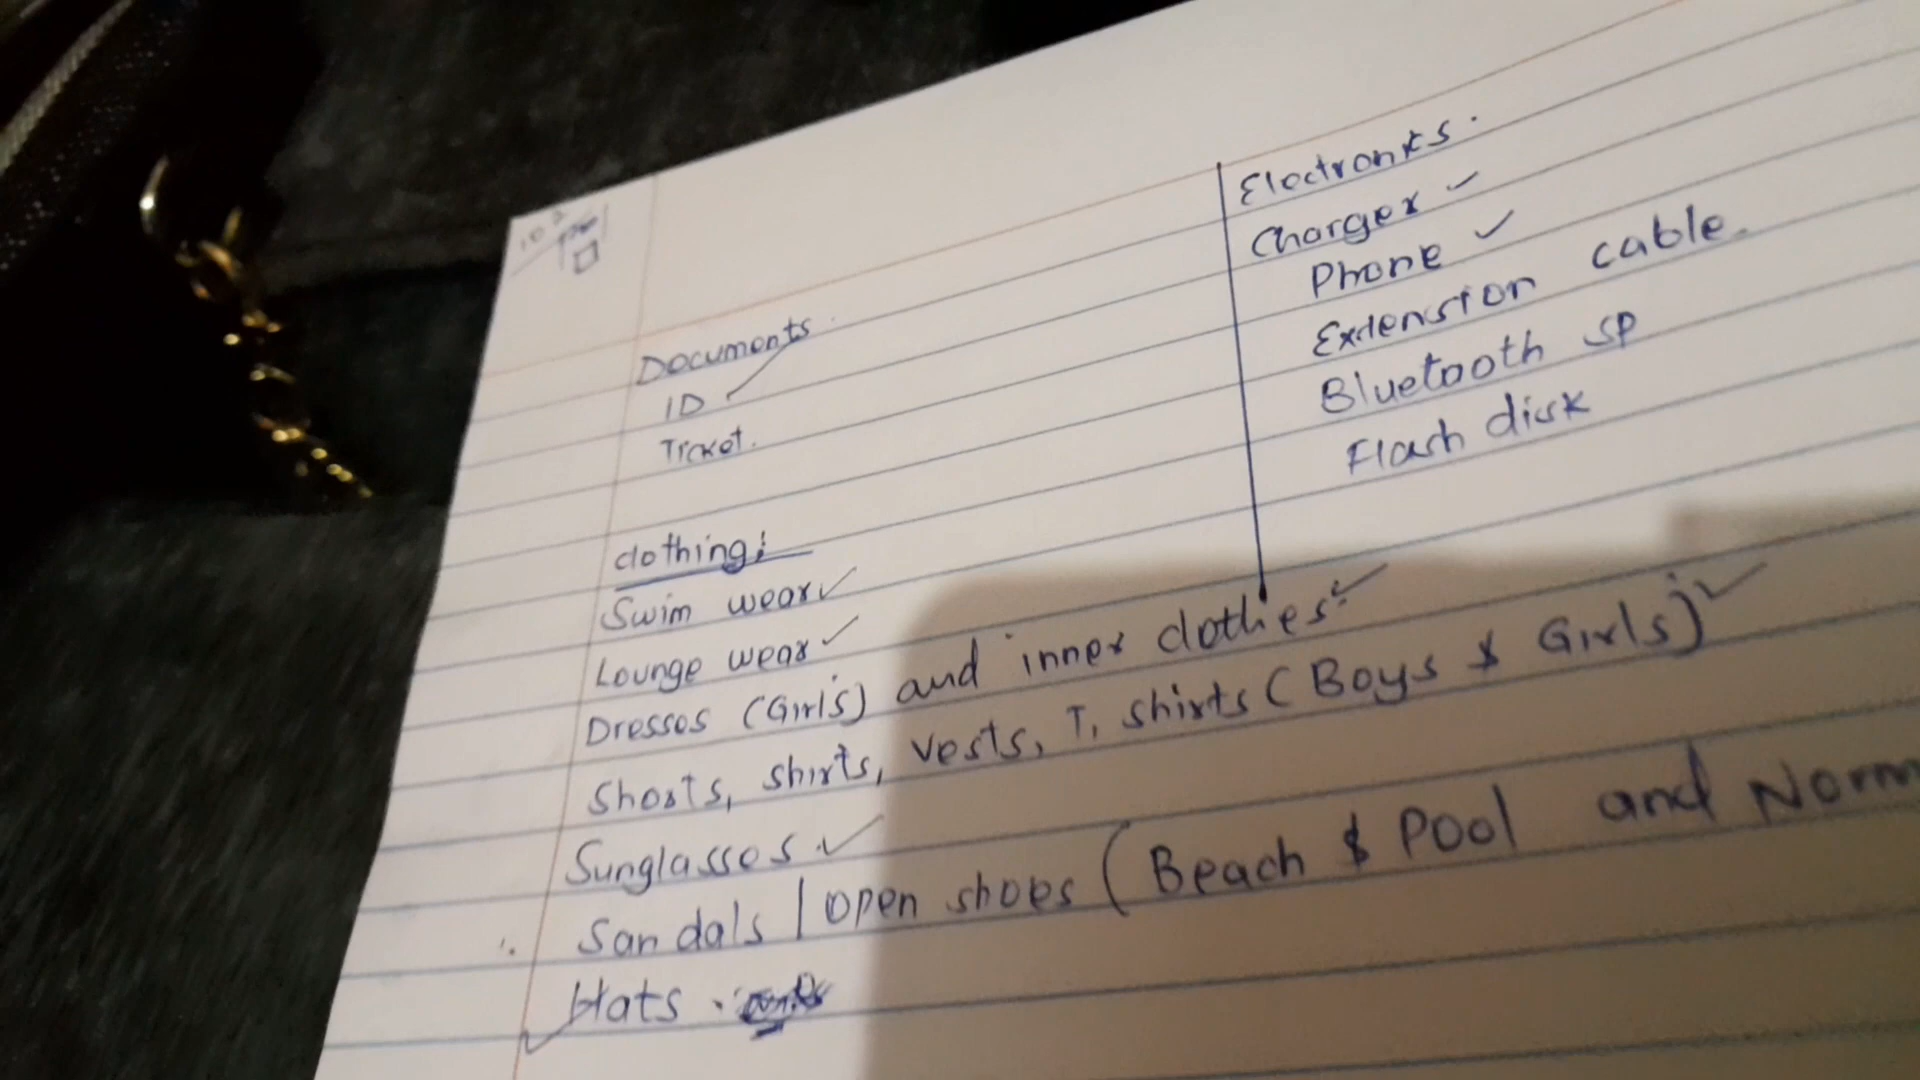 Documents.
ID ✓
Ticket.
Electronics.
Charger ✓
Phone ✓
Extension cable.
Bluetooth SP
Flash disk
clothing:
Swim wear ✓
Lounge wear ✓
Dresses (Girls) and inner clothes ✓
Shorts, shirts, vests, T, shirts (Boys & Girls) ✓
Sunglasses ✓
Sandals / open shoes (Beach & Pool and Norm
Hats.